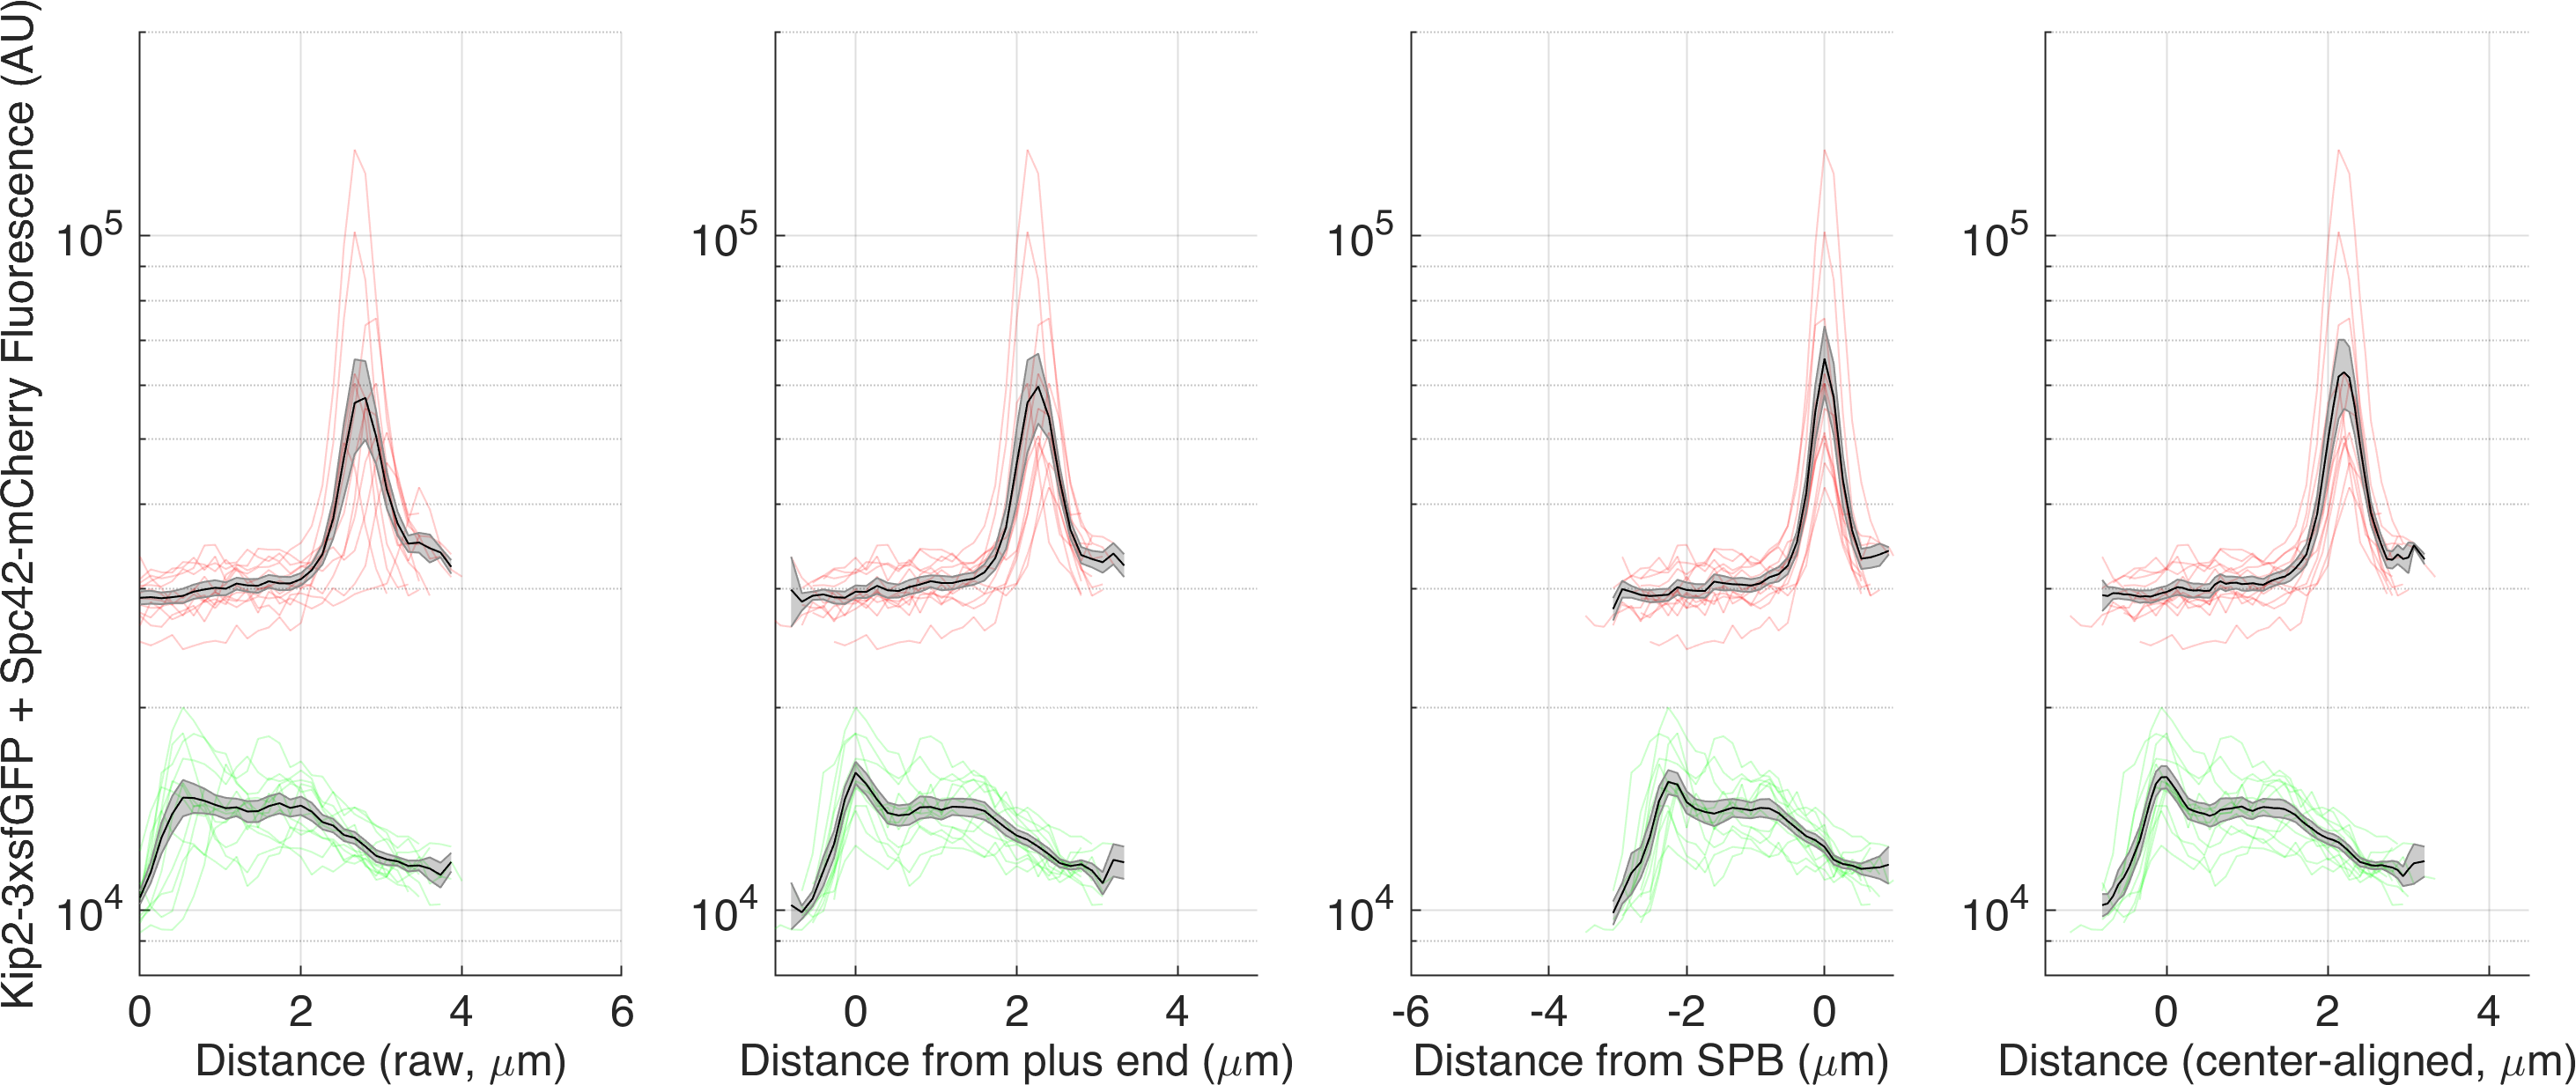 Kip2-3xsfGFP + Spc42-mCherry Fluorescence (AU)
10^5
10^4
0 2 4 6
Distance (raw, μm)
10^5
10^4
0 2 4
Distance from plus end (μm)
10^5
10^4
-6 -4 -2 0
Distance from SPB (μm)
10^5
10^4
0 2 4
Distance (center-aligned, μm)